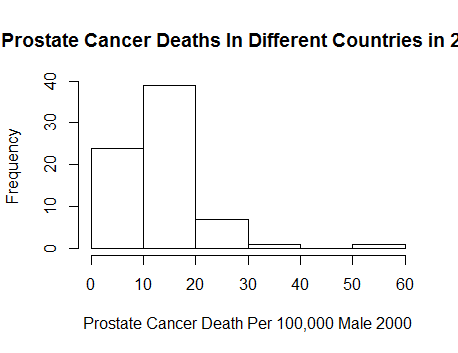 Prostate Cancer Deaths In Different Countries in 2
40
30
20
10
0
Frequency
0 10 20 30 40 50 60
Prostate Cancer Death Per 100,000 Male 2000